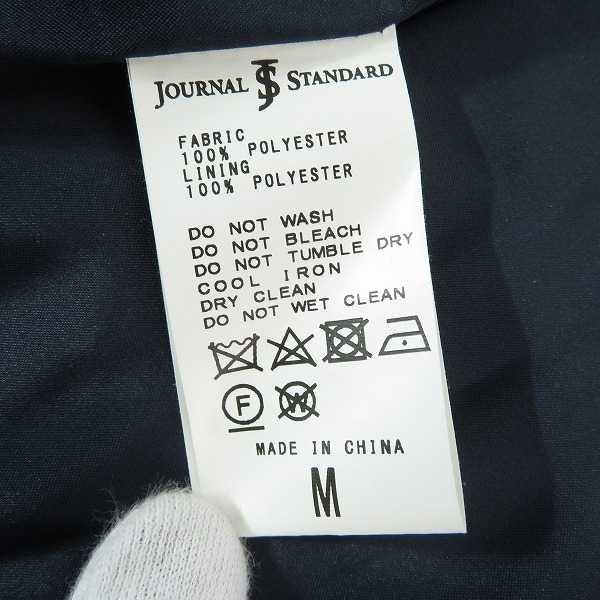 JOURNAL JS STANDARD
FABRIC
100% POLYESTER
LINING
100% POLYESTER
DO NOT WASH
DO NOT BLEACH
DO NOT TUMBLE DRY
COOL IRON
DRY CLEAN
DO NOT WET CLEAN
F W
MADE IN CHINA
M